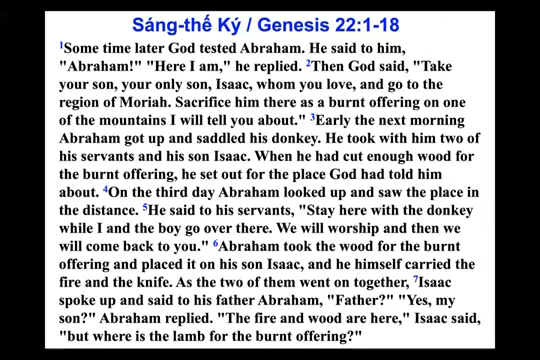 Sáng-thế Ký / Genesis 22:1-18
¹Some time later God tested Abraham. He said to him,
"Abraham!" "Here I am," he replied. ²Then God said, "Take
your son, your only son, Isaac, whom you love, and go to the
region of Moriah. Sacrifice him there as a burnt offering on one
of the mountains I will tell you about." ³Early the next morning
Abraham got up and saddled his donkey. He took with him two of
his servants and his son Isaac. When he had cut enough wood for
the burnt offering, he set out for the place God had told him
about. ⁴On the third day Abraham looked up and saw the place in
the distance. ⁵He said to his servants, "Stay here with the donkey
while I and the boy go over there. We will worship and then we
will come back to you." ⁶Abraham took the wood for the burnt
offering and placed it on his son Isaac, and he himself carried the
fire and the knife. As the two of them went on together, ⁷Isaac
spoke up and said to his father Abraham, "Father?" "Yes, my
son?" Abraham replied. "The fire and wood are here," Isaac said,
"but where is the lamb for the burnt offering?"